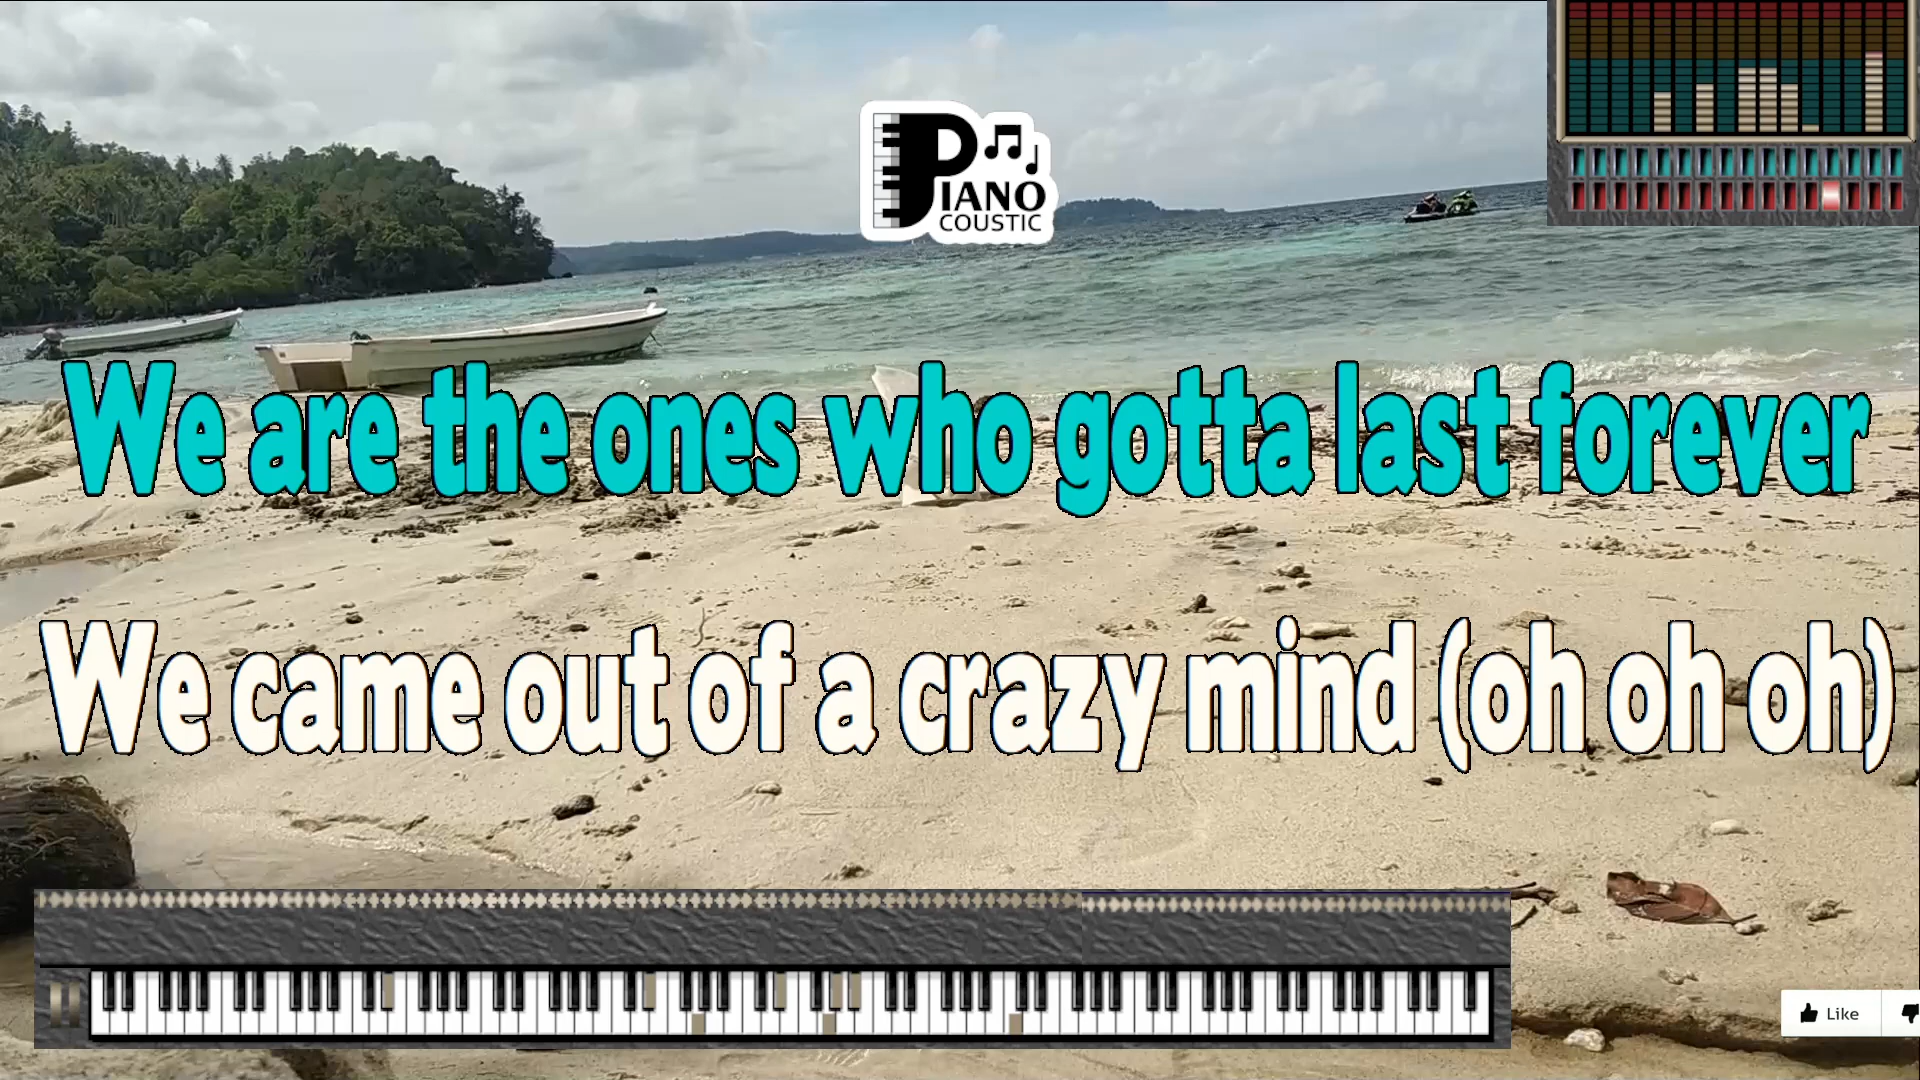 PIANO
COUSTIC
We are the ones who gotta last forever
We came out of a crazy mind (oh oh oh)
Like